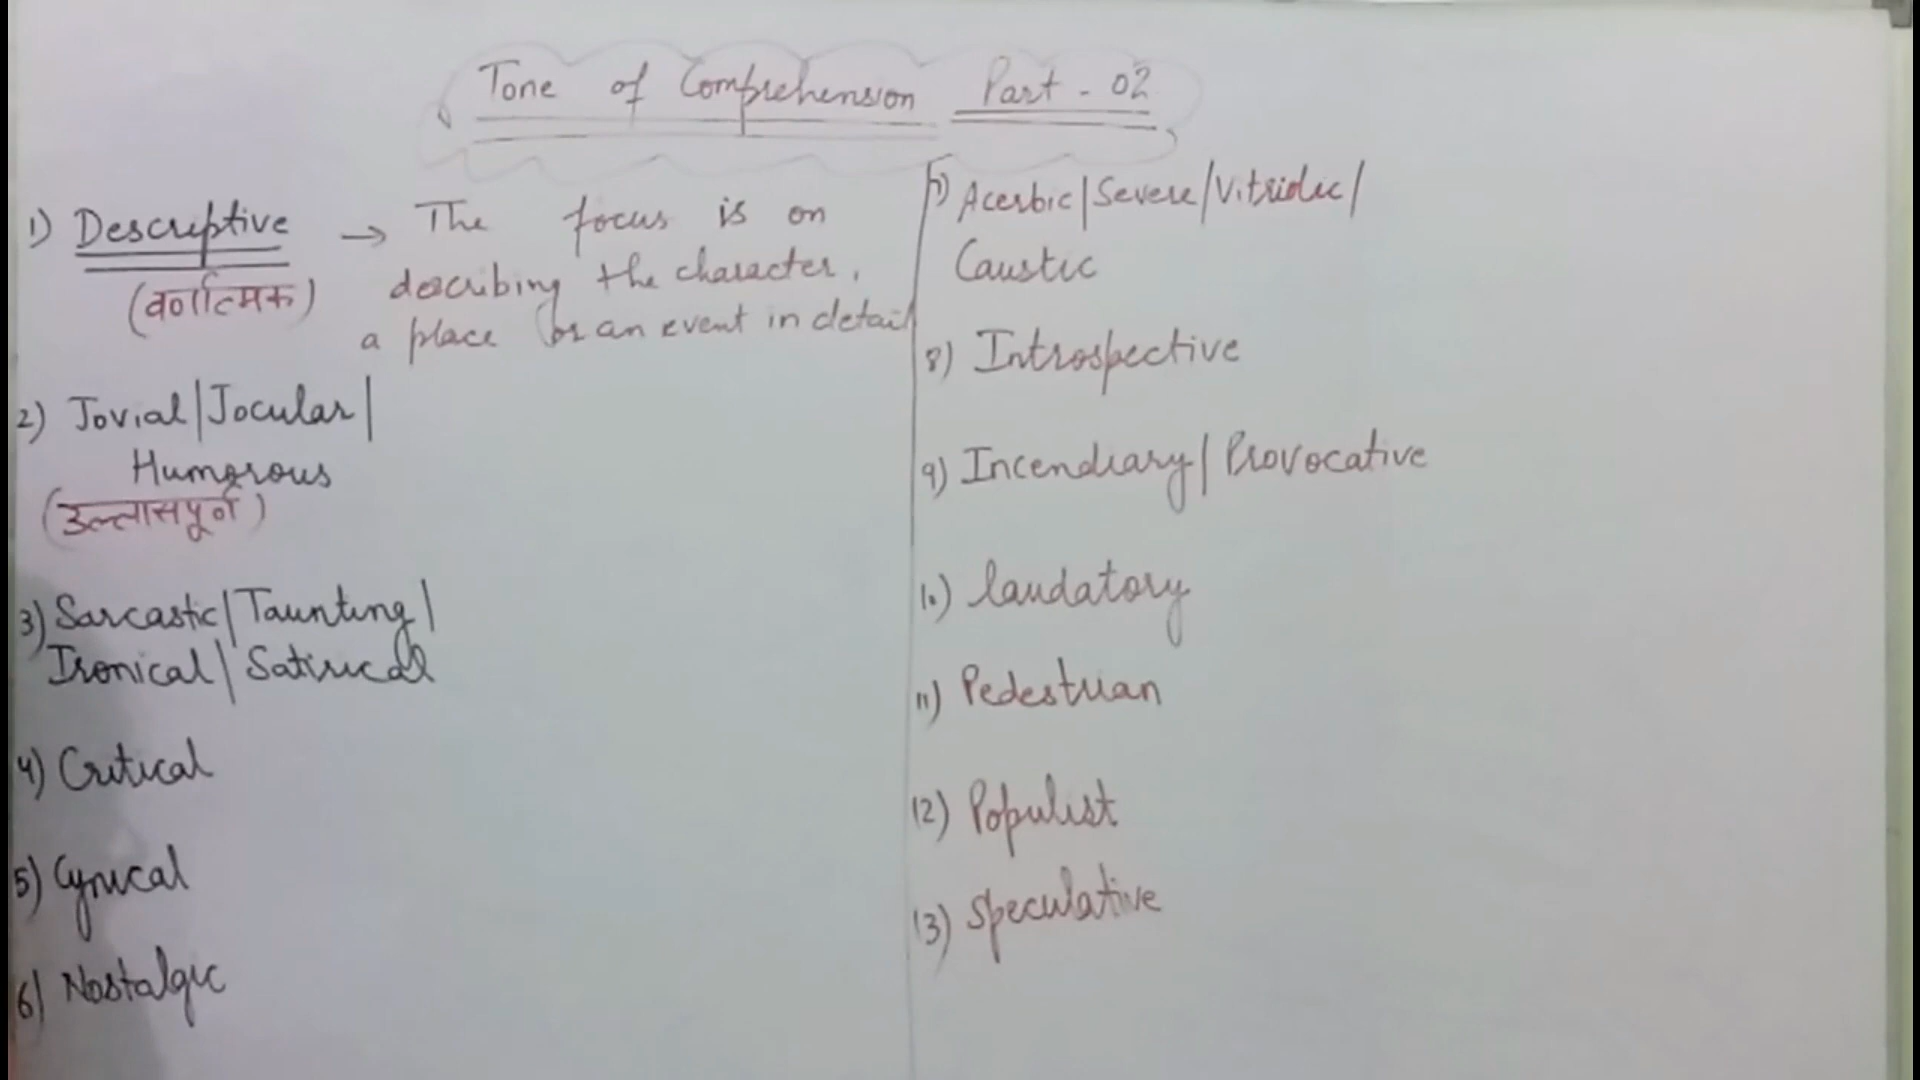 Tone of Comprehension Part - 02
1) Descriptive → The focus is on
(वर्णात्मक) describing the character,
a place or an event in detail
2) Jovial/Jocular/
Humorous
(उल्लासपूर्ण)
3) Sarcastic/Taunting/
Ironical/Satirical
4) Critical
5) Cynical
6) Nostalgic
7) Acerbic/Severe/Vitriolic/
Caustic
8) Introspective
9) Incendiary/Provocative
10) laudatory
11) Pedestrian
12) Populist
13) Speculative